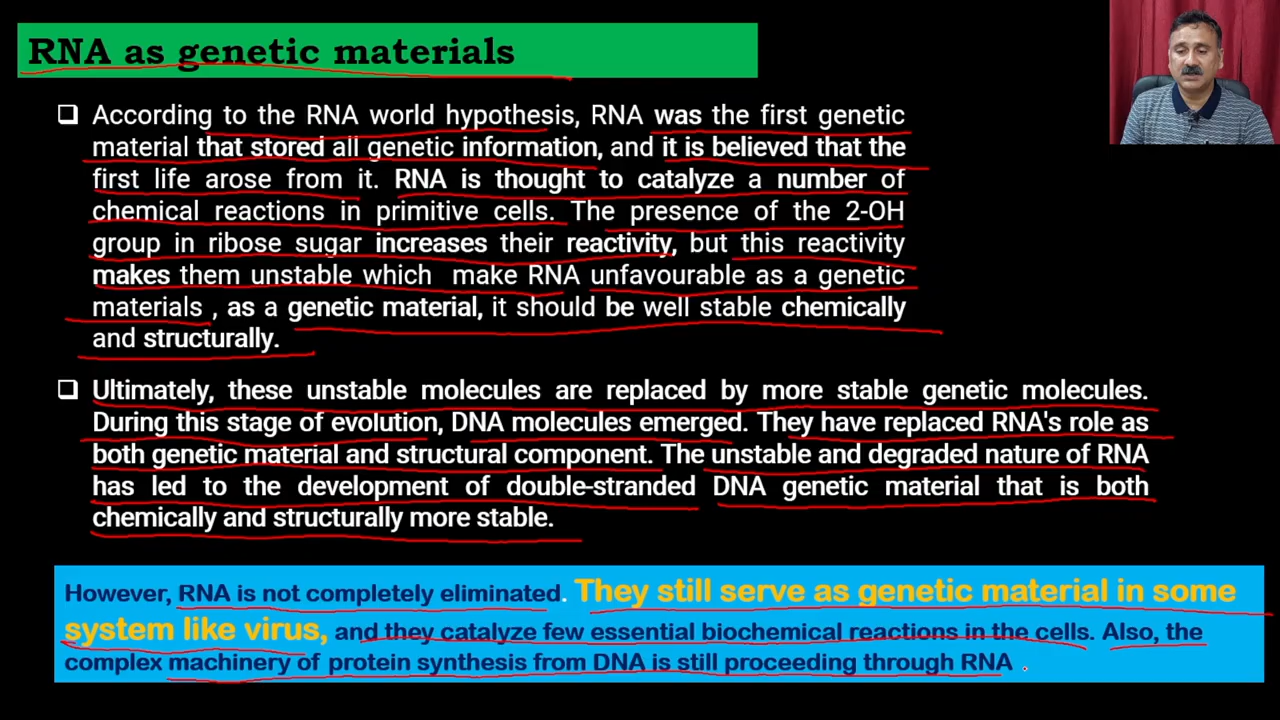 RNA as genetic materials
According to the RNA world hypothesis, RNA was the first genetic
material that stored all genetic information, and it is believed that the
first life arose from it. RNA is thought to catalyze a number of
chemical reactions in primitive cells. The presence of the 2-OH
group in ribose sugar increases their reactivity, but this reactivity
makes them unstable which make RNA unfavourable as a genetic
materials , as a genetic material, it should be well stable chemically
and structurally.
Ultimately, these unstable molecules are replaced by more stable genetic molecules.
During this stage of evolution, DNA molecules emerged. They have replaced RNA's role as
both genetic material and structural component. The unstable and degraded nature of RNA
has led to the development of double-stranded DNA genetic material that is both
chemically and structurally more stable.
However, RNA is not completely eliminated. They still serve as genetic material in some
system like virus, and they catalyze few essential biochemical reactions in the cells. Also, the
complex machinery of protein synthesis from DNA is still proceeding through RNA .